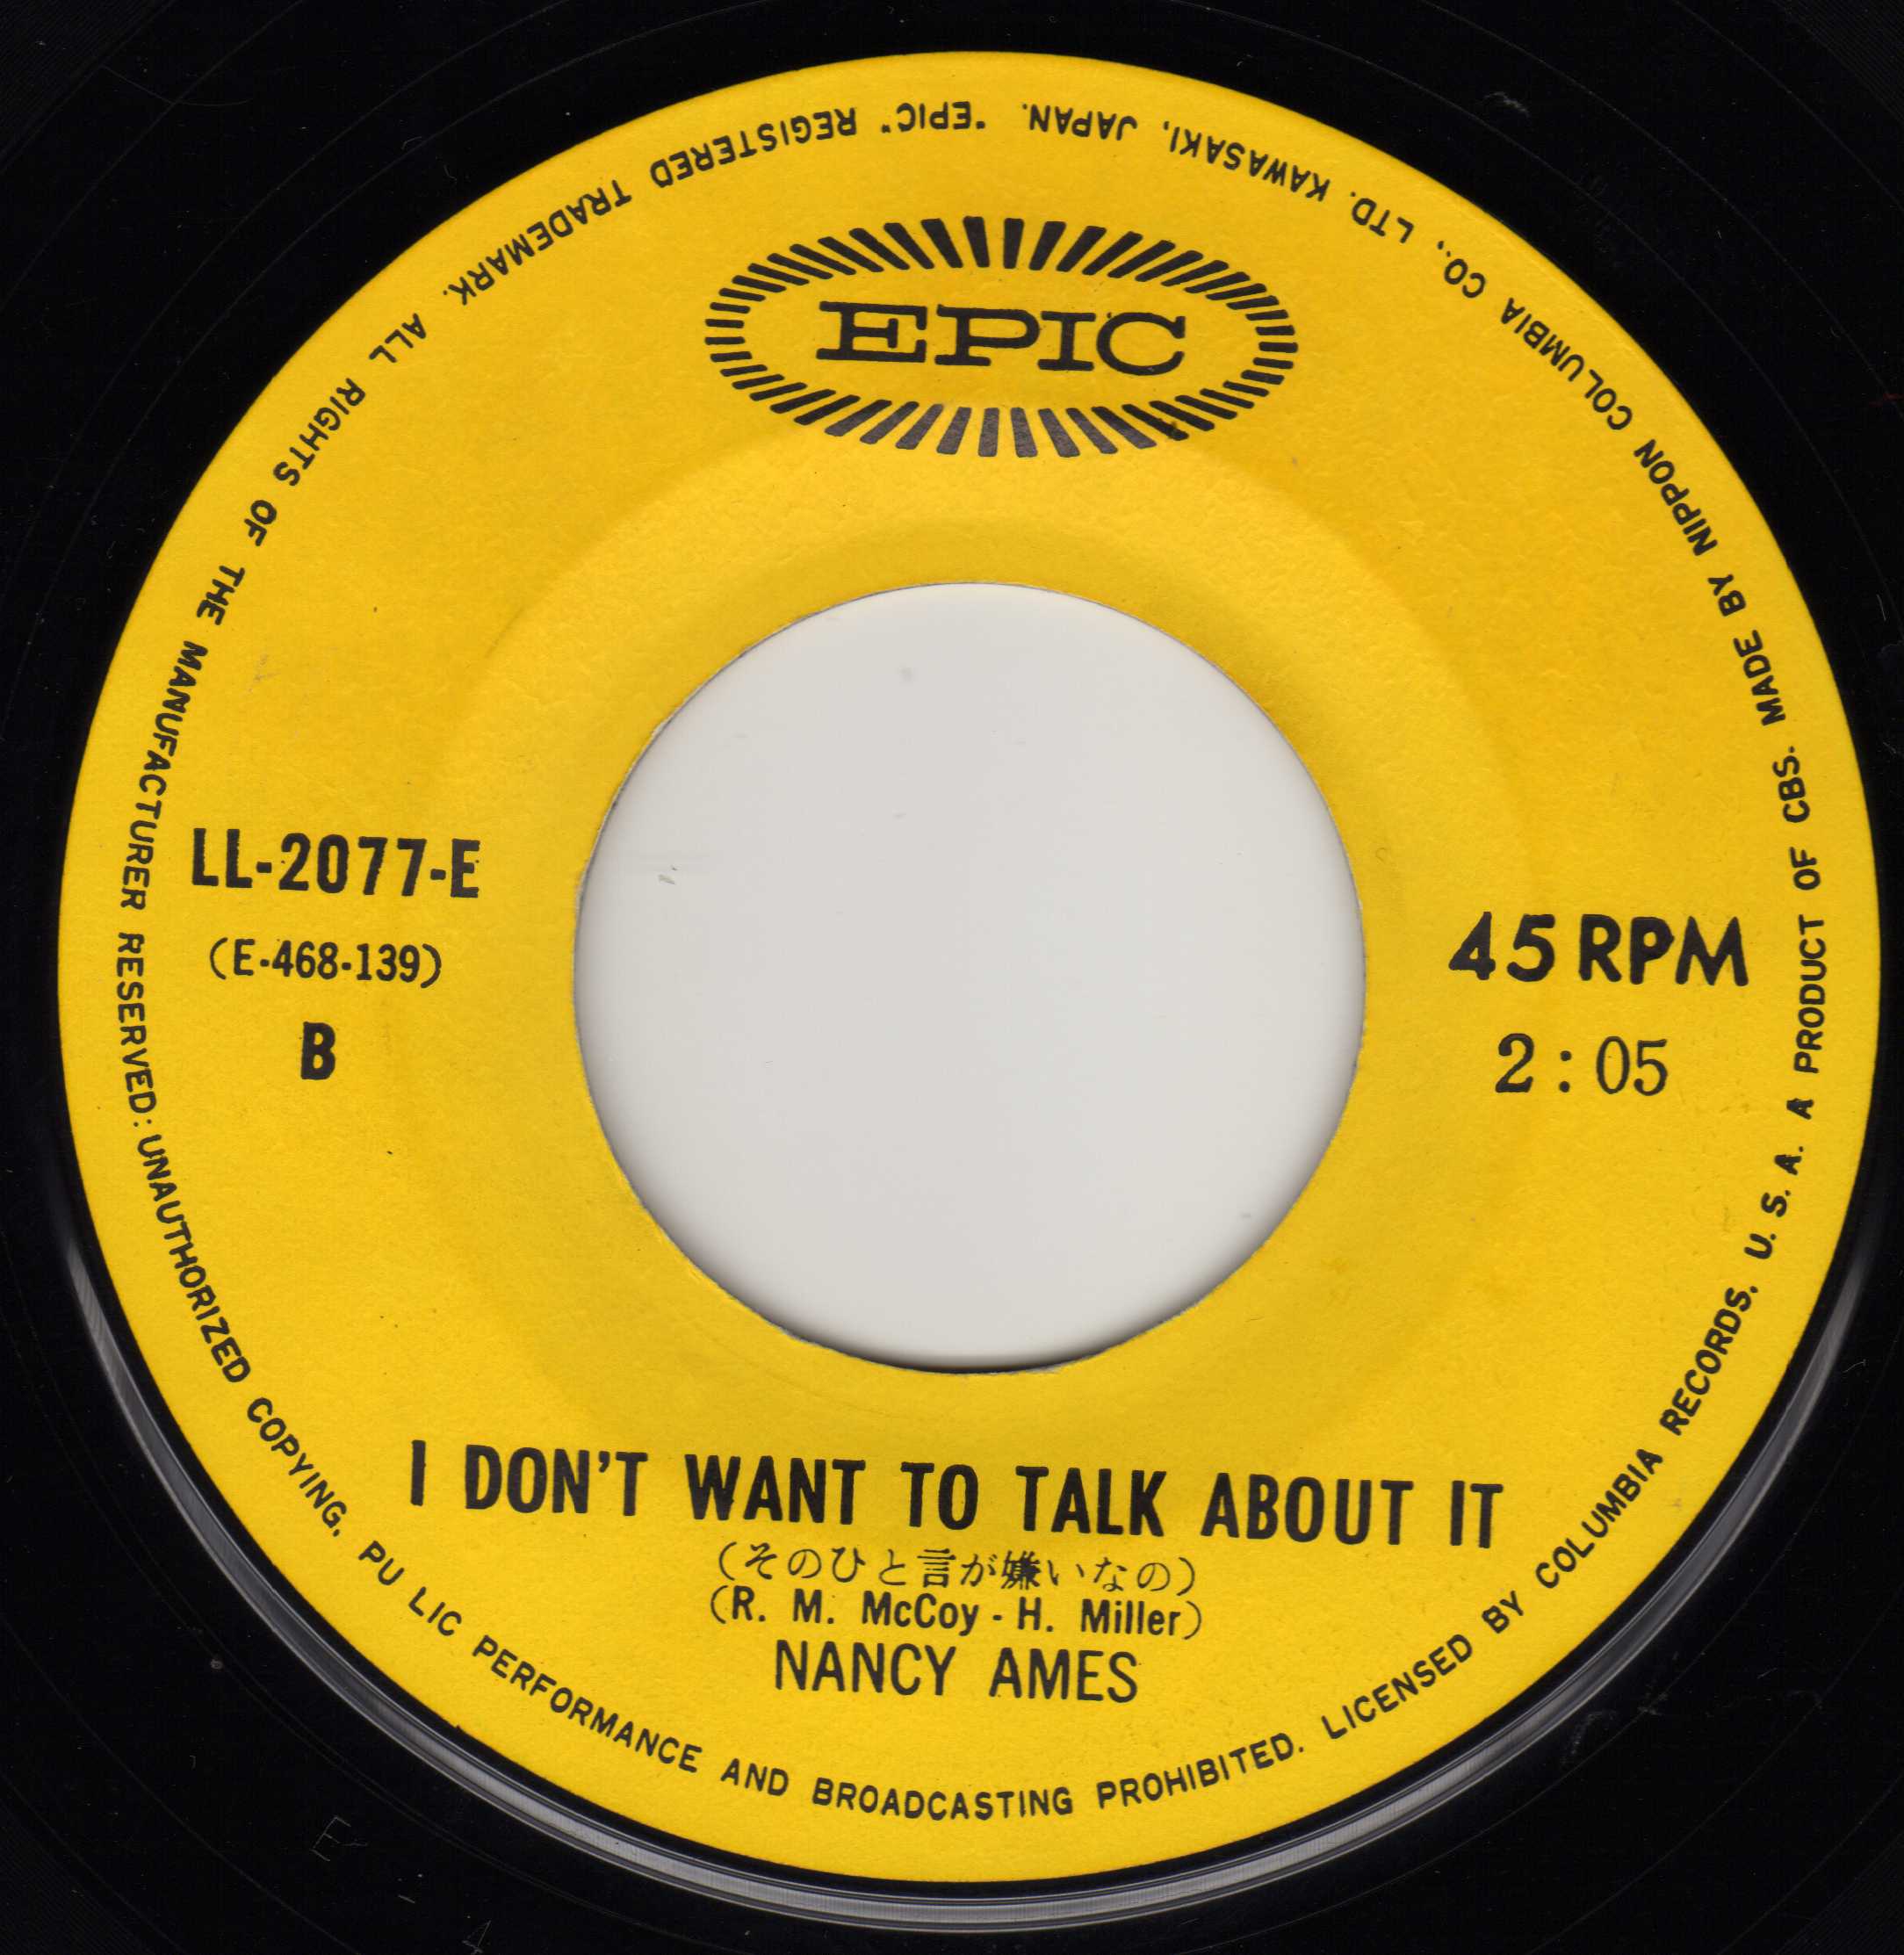 EPIC
LL-2077-E
(E-468-139)
B
45 RPM
2:05
I DON'T WANT TO TALK ABOUT IT
(そのひと言が嫌いなの)
(R. M. McCoy - H. Miller)
NANCY AMES
ALL RIGHTS OF THE MANUFACTURER RESERVED: UNAUTHORIZED COPYING, PU LIC PERFORMANCE AND BROADCASTING PROHIBITED. LICENSED BY COLUMBIA RECORDS, U. S. A. A PRODUCT OF CBS. MADE BY NIPPON COLUMBIA CO., LTD. KAWASAKI, JAPAN. "EPIC" REGISTERED TRADEMARK.